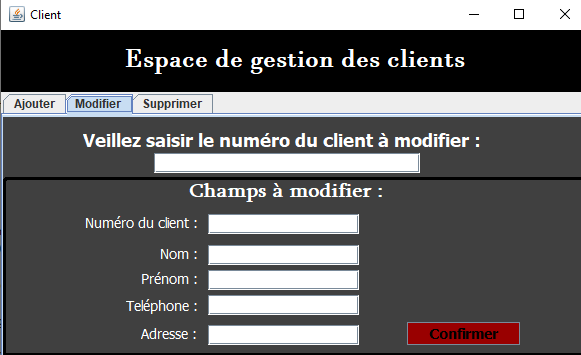 Client
Espace de gestion des clients
Ajouter Modifier Supprimer
Veillez saisir le numéro du client à modifier :
Champs à modifier :
Numéro du client :
Nom :
Prénom :
Teléphone :
Adresse :
Confirmer